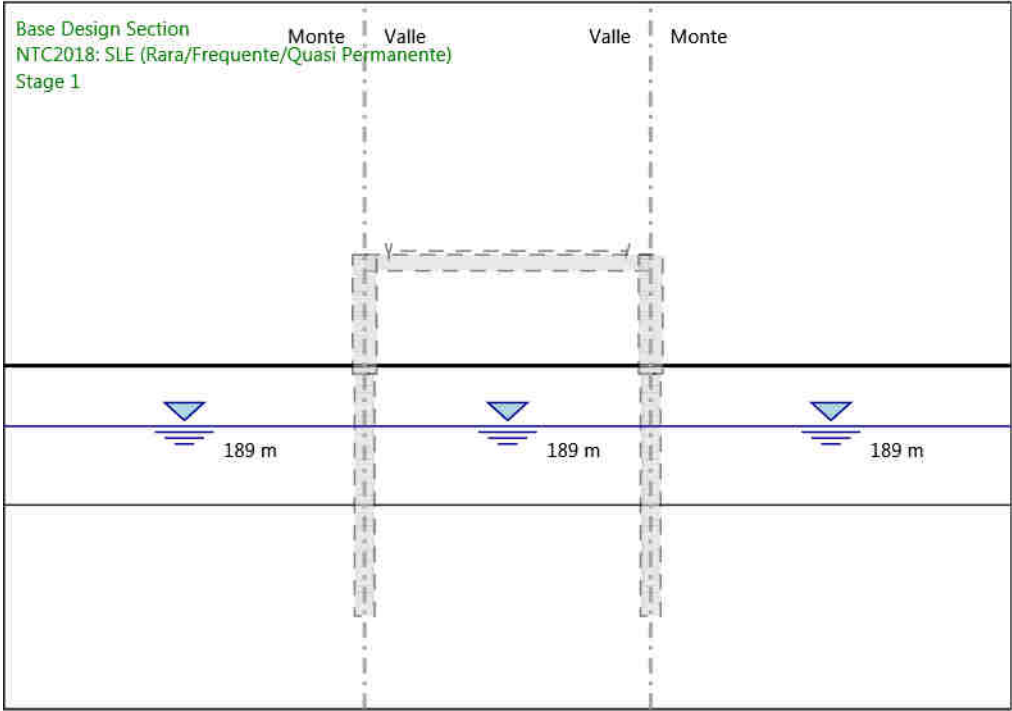 Base Design Section
Monte Valle Valle Monte
NTC2018: SLE (Rara/Frequente/Quasi Permanente)
Stage 1
189 m 189 m 189 m